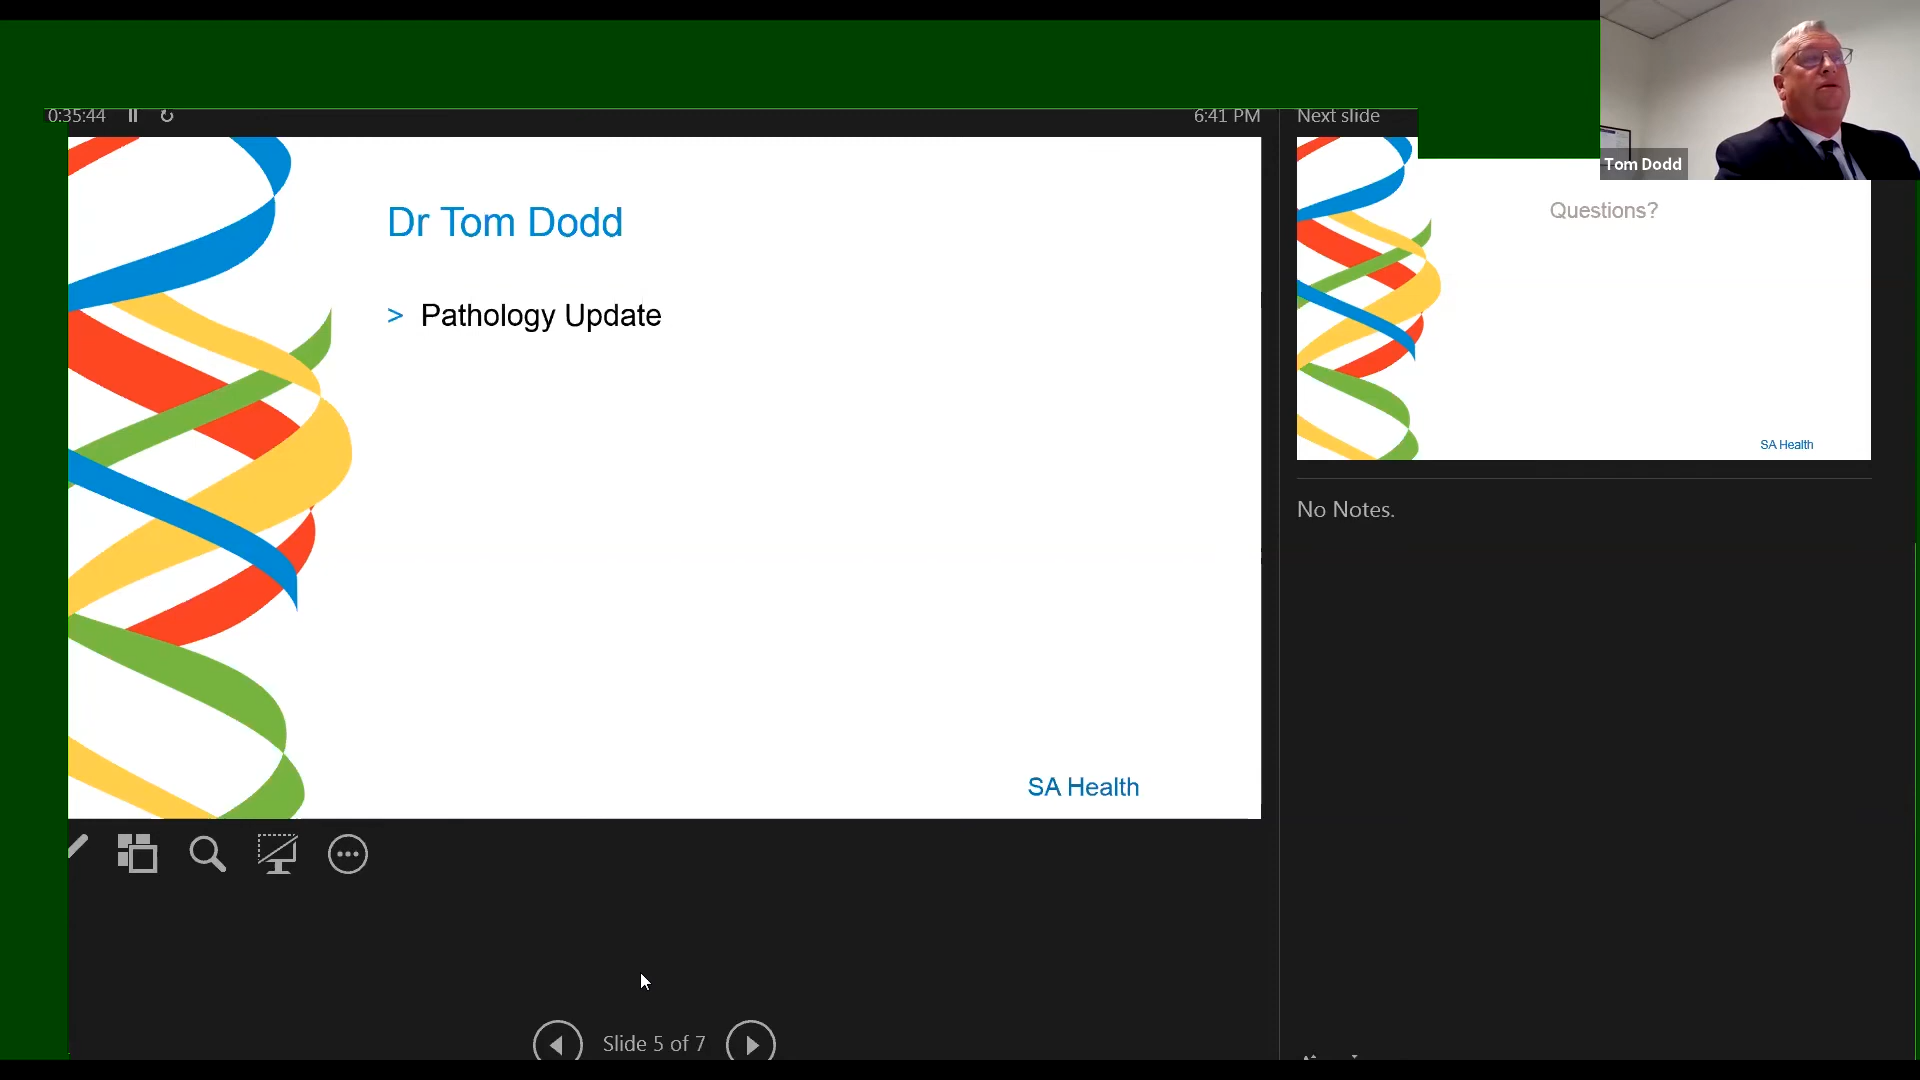 0:35:44
6:41 PM
Next slide
Tom Dodd
Dr Tom Dodd
> Pathology Update
SA Health
Questions?
SA Health
No Notes.
Slide 5 of 7